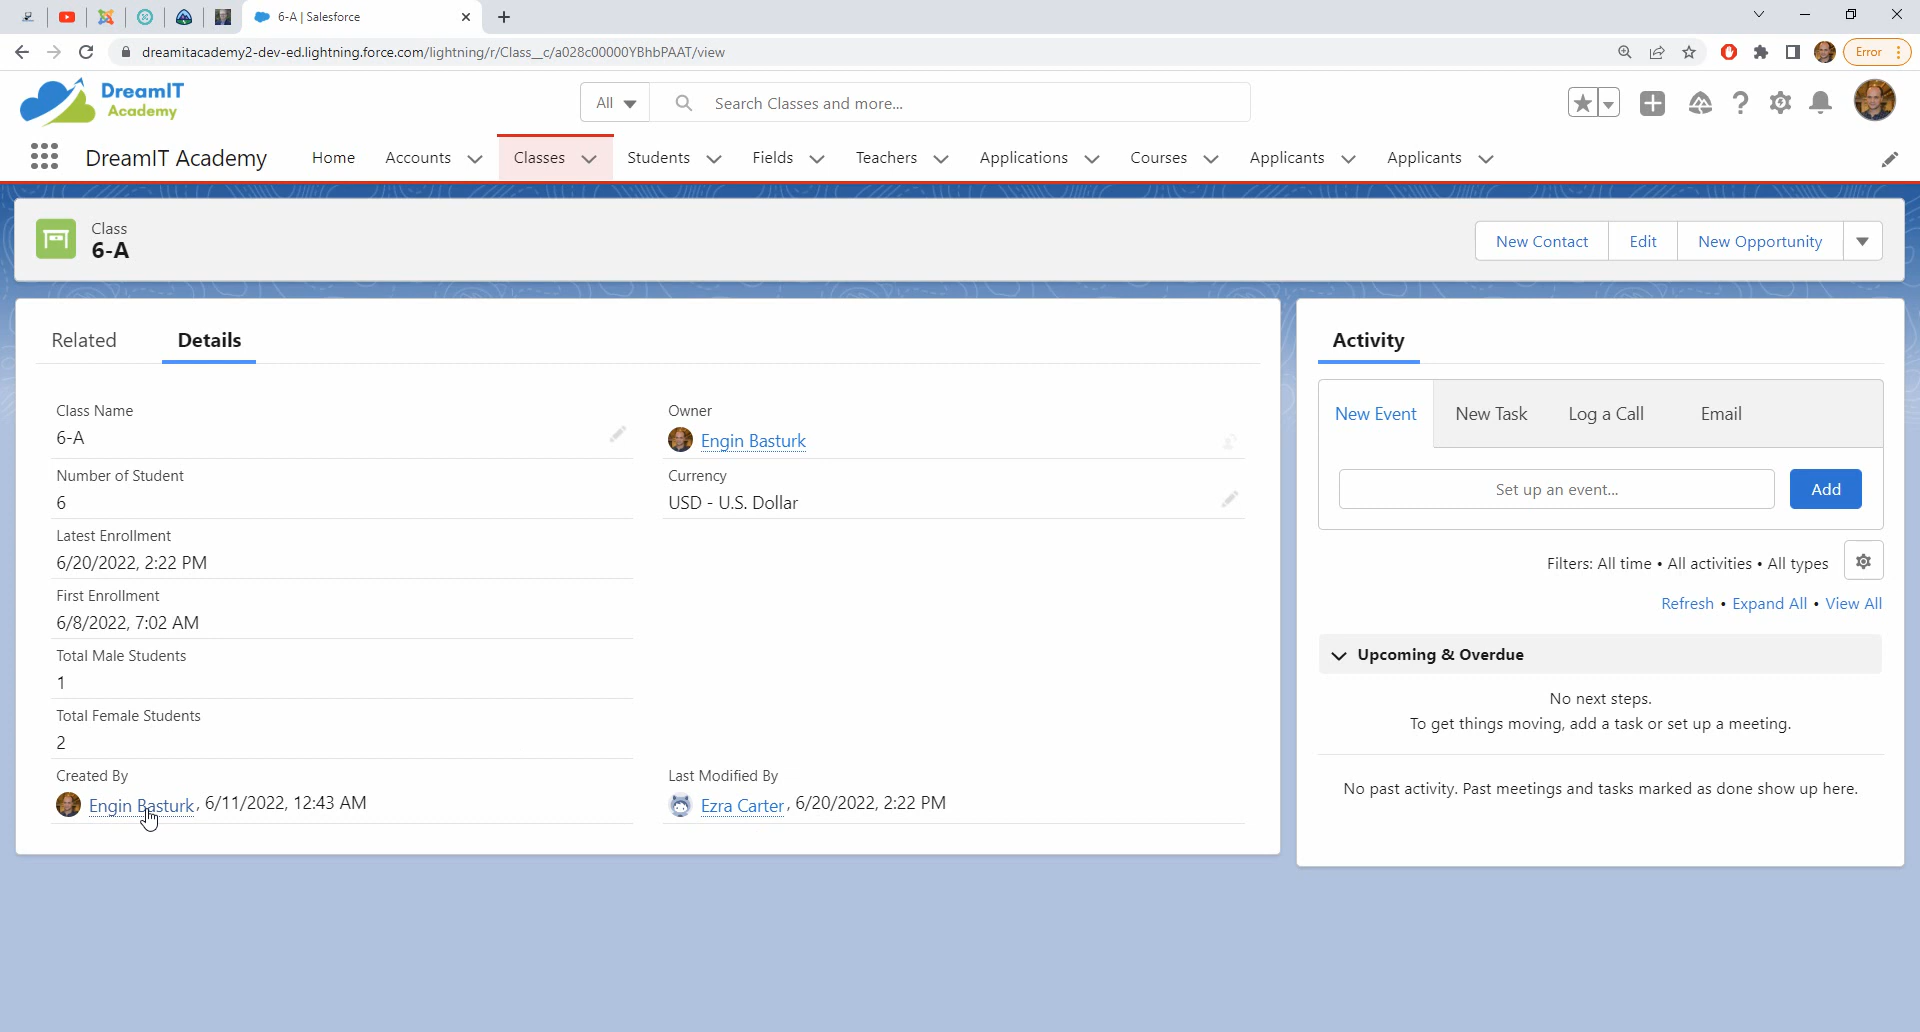 6-A | Salesforce
dreamitacademy2-dev-ed.lightning.force.com/lightning/r/Class__c/a028c00000YBhbPAAT/view
Error
DreamIT
Academy
All
Search Classes and more...
DreamIT Academy
Home
Accounts
Classes
Students
Fields
Teachers
Applications
Courses
Applicants
Applicants
Class
6-A
New Contact
Edit
New Opportunity
Related
Details
Class Name
6-A
Owner
Engin Basturk
Number of Student
6
Currency
USD - U.S. Dollar
Latest Enrollment
6/20/2022, 2:22 PM
First Enrollment
6/8/2022, 7:02 AM
Total Male Students
1
Total Female Students
2
Created By
Engin Basturk, 6/11/2022, 12:43 AM
Last Modified By
Ezra Carter, 6/20/2022, 2:22 PM
Activity
New Event
New Task
Log a Call
Email
Set up an event...
Add
Filters: All time • All activities • All types
Refresh • Expand All • View All
Upcoming & Overdue
No next steps.
To get things moving, add a task or set up a meeting.
No past activity. Past meetings and tasks marked as done show up here.